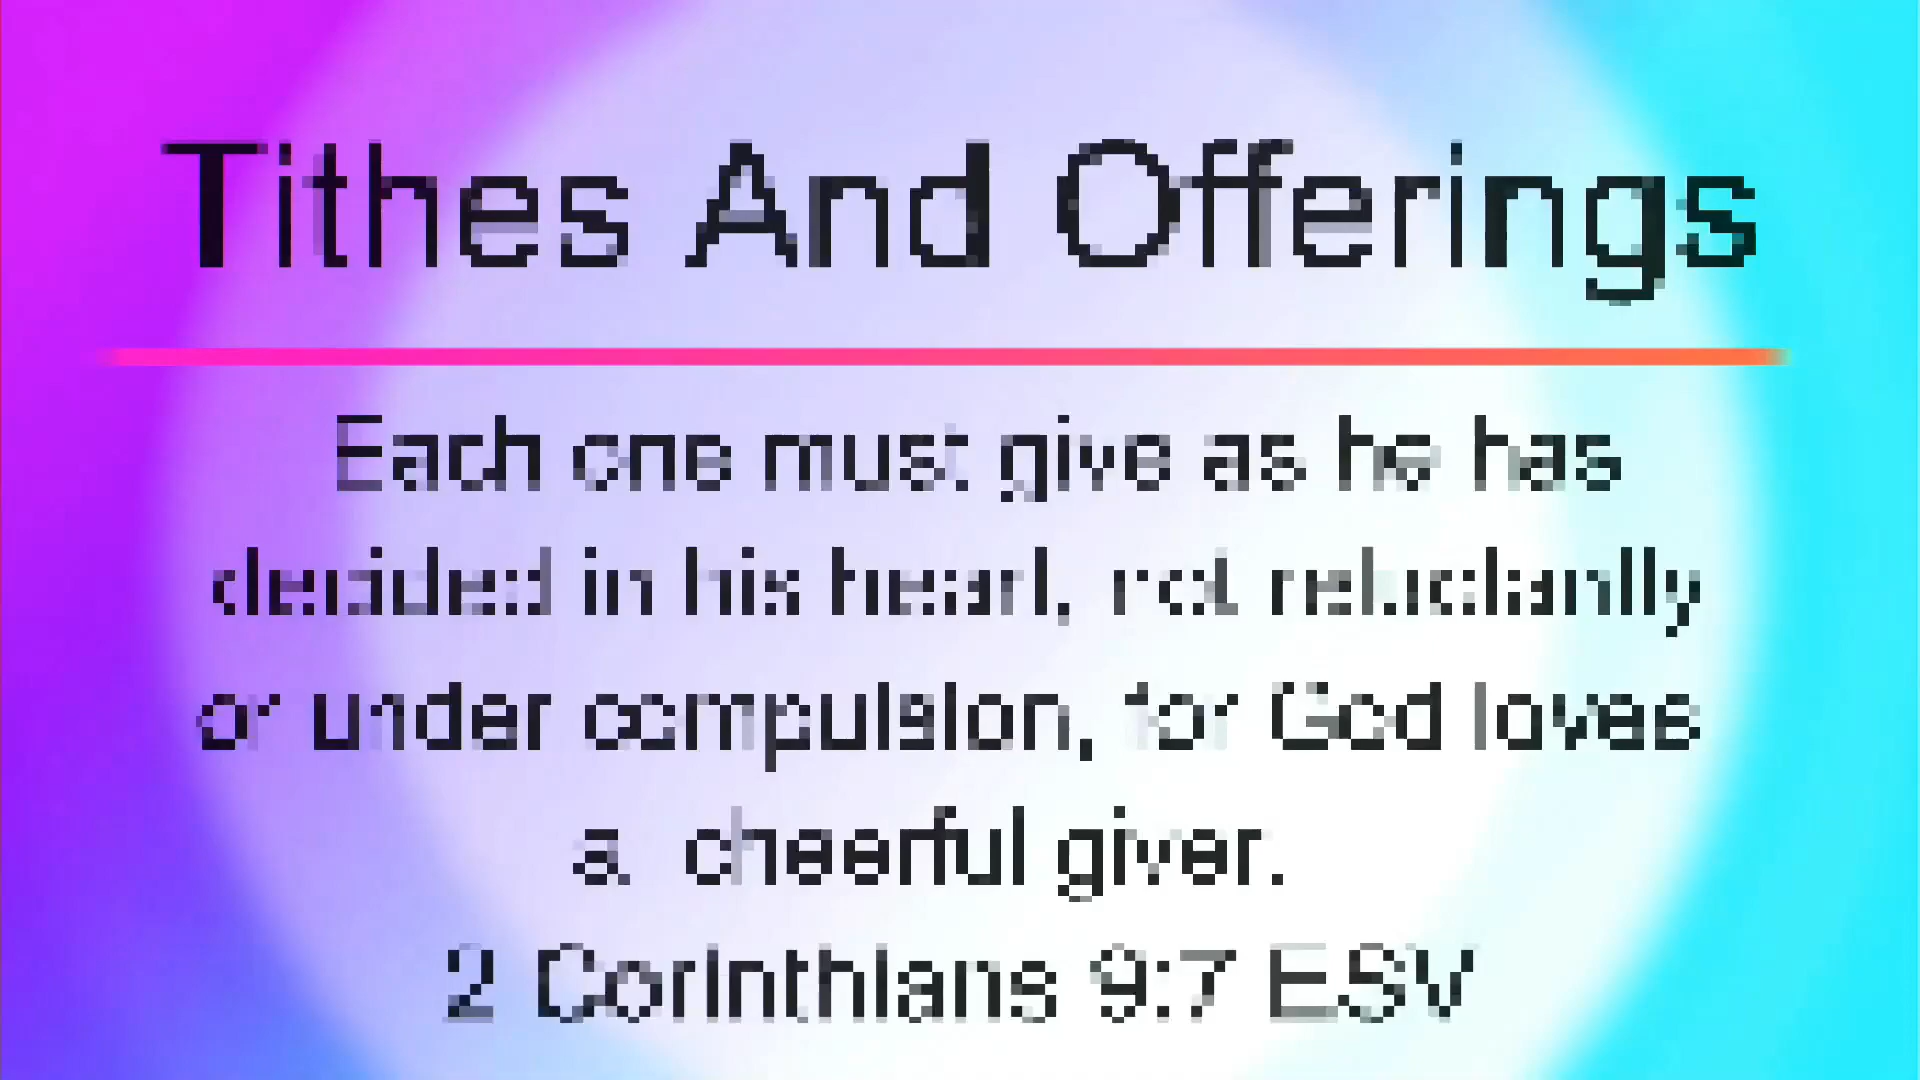 Tithes And Offerings
Each one must give as he has
decided in his heart, not reluctantly
or under compulsion, for God loves
a cheerful giver.
2 Corinthians 9:7 ESV